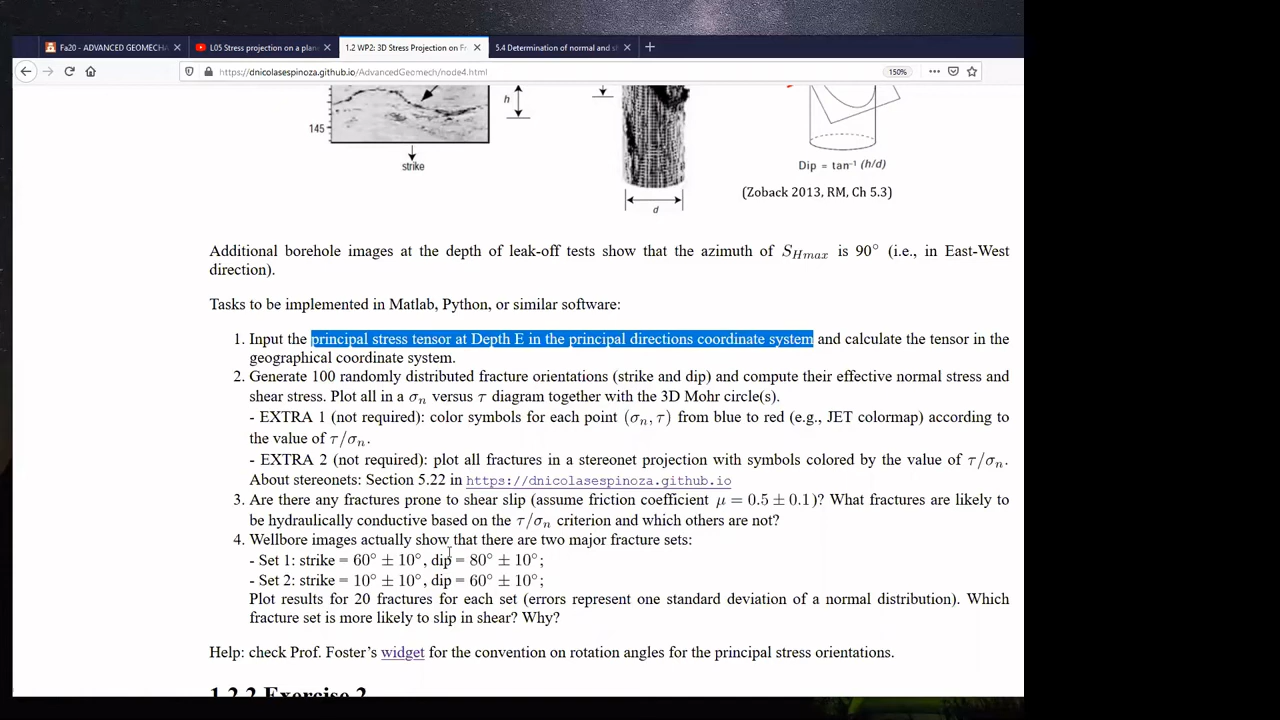 Fa20 - ADVANCED GEOMECHA
L05 Stress projection on a plane
1.2 WP2: 3D Stress Projection on Fr
5.4 Determination of normal and sh
https://dnicolasespinoza.github.io/AdvancedGeomech/node4.html
150%
145
strike
h
d
Dip = tan⁻¹ (h/d)
(Zoback 2013, RM, Ch 5.3)
Additional borehole images at the depth of leak-off tests show that the azimuth of S_Hmax is 90° (i.e., in East-West
direction).
Tasks to be implemented in Matlab, Python, or similar software:
1. Input the principal stress tensor at Depth E in the principal directions coordinate system and calculate the tensor in the
geographical coordinate system.
2. Generate 100 randomly distributed fracture orientations (strike and dip) and compute their effective normal stress and
shear stress. Plot all in a σn versus τ diagram together with the 3D Mohr circle(s).
- EXTRA 1 (not required): color symbols for each point (σn, τ) from blue to red (e.g., JET colormap) according to
the value of τ/σn.
- EXTRA 2 (not required): plot all fractures in a stereonet projection with symbols colored by the value of τ/σn.
About stereonets: Section 5.22 in https://dnicolasespinoza.github.io
3. Are there any fractures prone to shear slip (assume friction coefficient μ = 0.5 ± 0.1)? What fractures are likely to
be hydraulically conductive based on the τ/σn criterion and which others are not?
4. Wellbore images actually show that there are two major fracture sets:
- Set 1: strike = 60° ± 10°, dip = 80° ± 10°;
- Set 2: strike = 10° ± 10°, dip = 60° ± 10°;
Plot results for 20 fractures for each set (errors represent one standard deviation of a normal distribution). Which
fracture set is more likely to slip in shear? Why?
Help: check Prof. Foster's widget for the convention on rotation angles for the principal stress orientations.
1.2.2 Exercise 2